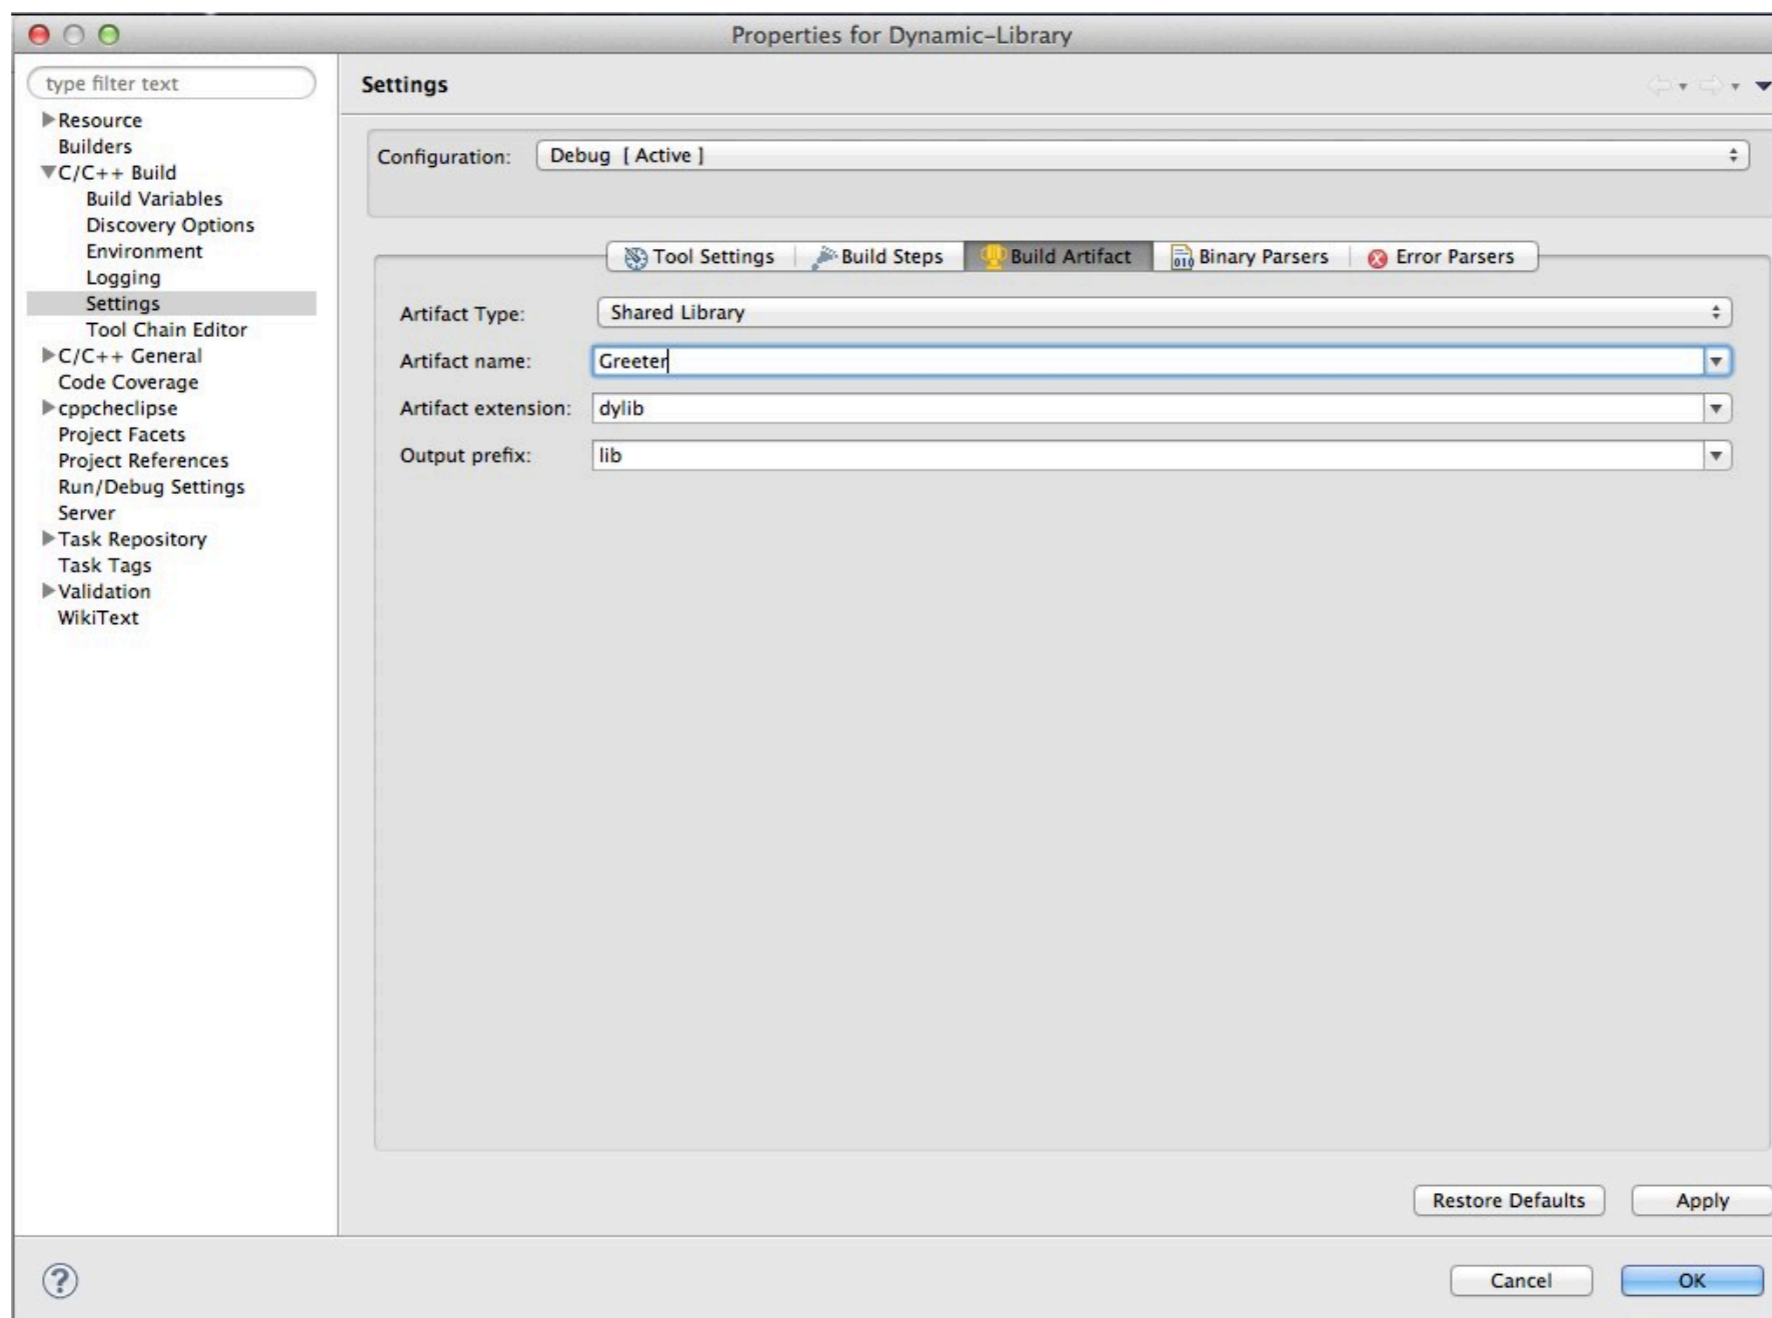 Properties for Dynamic-Library
type filter text
Resource
Builders
C/C++ Build
Build Variables
Discovery Options
Environment
Logging
Settings
Tool Chain Editor
C/C++ General
Code Coverage
cppcheclipse
Project Facets
Project References
Run/Debug Settings
Server
Task Repository
Task Tags
Validation
WikiText
Settings
Configuration: Debug [ Active ]
Tool Settings Build Steps Build Artifact 010 Binary Parsers Error Parsers
Artifact Type: Shared Library
Artifact name: Greeter
Artifact extension: dylib
Output prefix: lib
Restore Defaults Apply
? Cancel OK